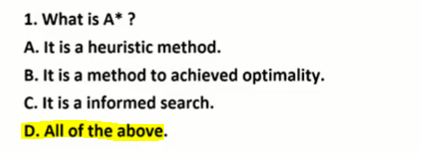 1. What is A* ?
A. It is a heuristic method.
B. It is a method to achieved optimality.
C. It is a informed search.
D. All of the above.